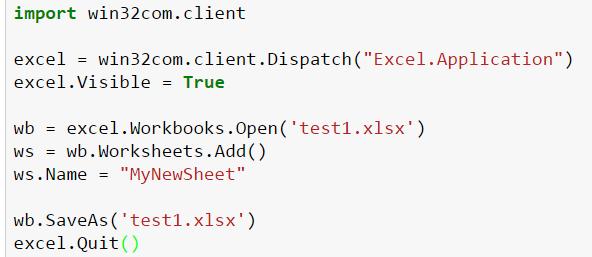 import win32com.client
excel = win32com.client.Dispatch("Excel.Application")
excel.Visible = True
wb = excel.Workbooks.Open('test1.xlsx')
ws = wb.Worksheets.Add()
ws.Name = "MyNewSheet"
wb.SaveAs('test1.xlsx')
excel.Quit()